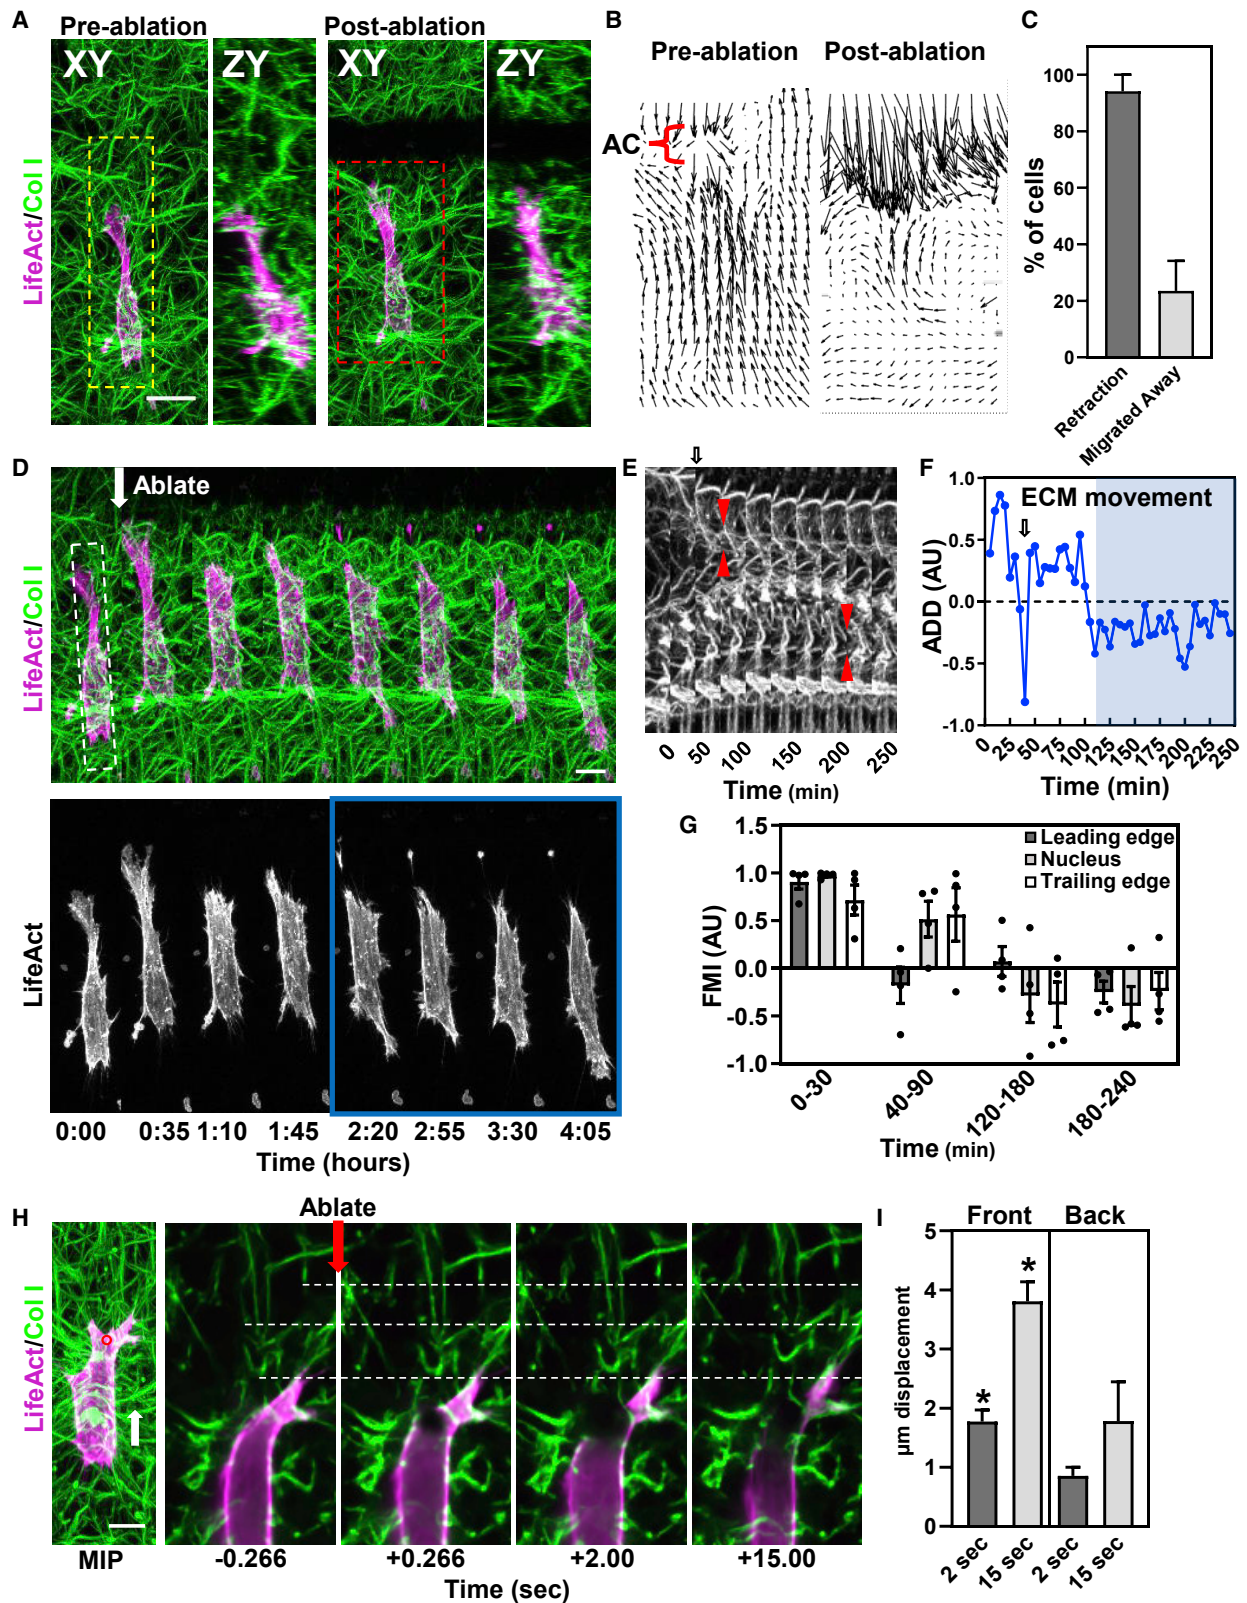 A
Pre-ablation
Post-ablation
XY
ZY
XY
ZY
LifeAct/Col I
B
Pre-ablation
Post-ablation
AC
C
% of cells
100
80
60
40
20
0
Retraction
Migrated Away
D
Ablate
LifeAct/Col I
LifeAct
0:00
0:35
1:10
1:45
2:20
2:55
3:30
4:05
Time (hours)
E
0
50
100
150
200
250
Time (min)
F
ECM movement
ADD (AU)
1.0
0.5
0.0
-0.5
-1.0
0
25
50
75
100
125
150
175
200
225
250
Time (min)
G
FMI (AU)
1.5
1.0
0.5
0.0
-0.5
-1.0
Leading edge
Nucleus
Trailing edge
0-30
40-90
120-180
180-240
Time (min)
H
Ablate
LifeAct/Col I
MIP
-0.266
+0.266
+2.00
+15.00
Time (sec)
I
Front
Back
µm displacement
5
4
3
2
1
0
*
*
2 sec
15 sec
2 sec
15 sec